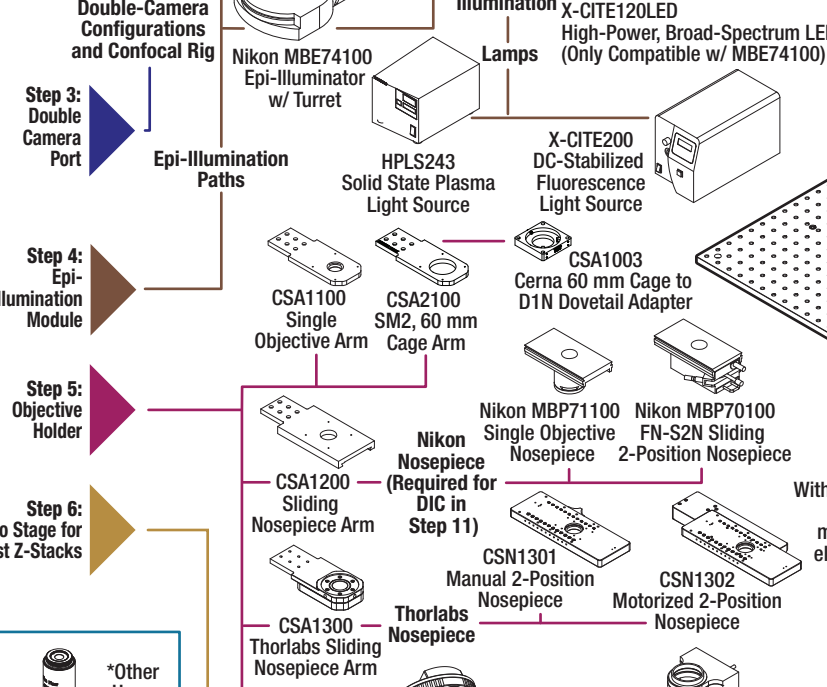 Double-Camera
Configurations
and Confocal Rig
Nikon MBE74100
Epi-Illuminator
w/ Turret
Illumination
Lamps
X-CITE120LED
High-Power, Broad-Spectrum LE
(Only Compatible w/ MBE74100)
Step 3:
Double
Camera
Port
Epi-Illumination
Paths
HPLS243
Solid State Plasma
Light Source
X-CITE200
DC-Stabilized
Fluorescence
Light Source
Step 4:
Epi-
llumination
Module
CSA1100
Single
Objective Arm
CSA2100
SM2, 60 mm
Cage Arm
CSA1003
Cerna 60 mm Cage to
D1N Dovetail Adapter
Step 5:
Objective
Holder
Nikon MBP71100
Single Objective
Nosepiece
Nikon MBP70100
FN-S2N Sliding
2-Position Nosepiece
CSA1200
Sliding
Nosepiece Arm
Nikon
Nosepiece
(Required for
DIC in
Step 11)
With
Step 6:
o Stage for
st Z-Stacks
CSN1301
Manual 2-Position
Nosepiece
CSN1302
Motorized 2-Position
Nosepiece
CSA1300
Thorlabs Sliding
Nosepiece Arm
Thorlabs
Nosepiece
*Other